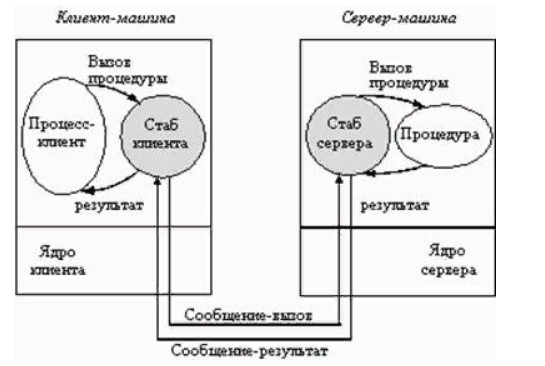 Клиент-машина
Сервер-машина
Вызов
процедуры
Процесс-
клиент
Стаб
клиента
результат
Ядро
клиента
Вызов
процедуры
Стаб
сервера
Процедура
результат
Ядро
сервера
Сообщение-вызов
Сообщение-результат